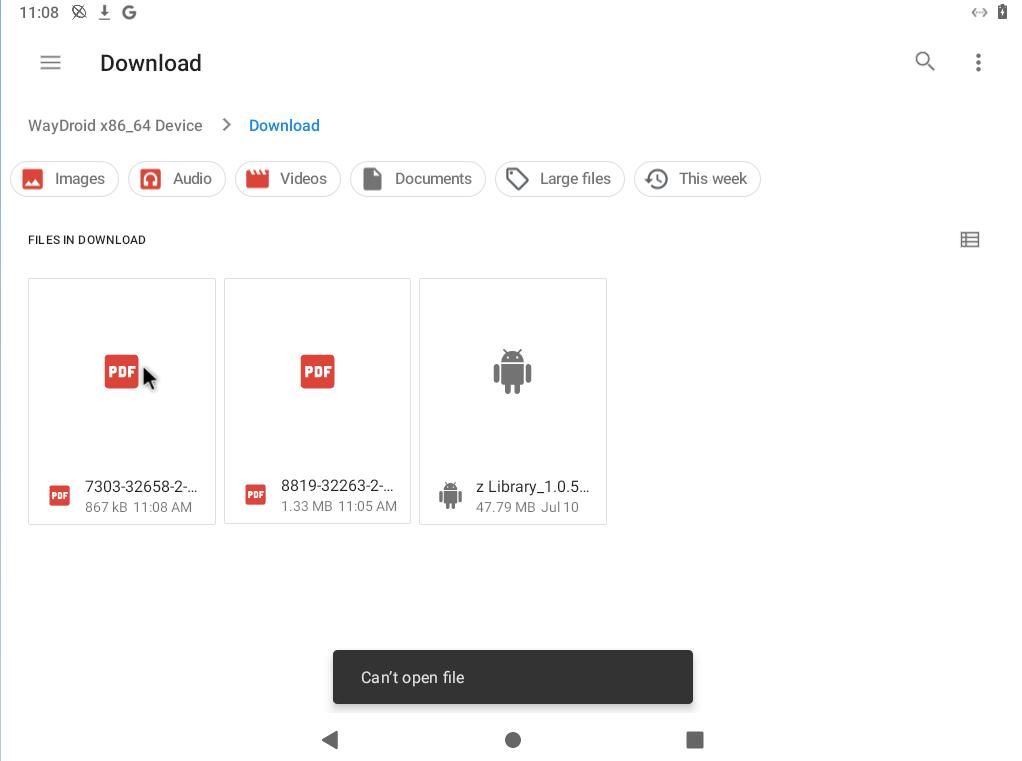 11:08
Download
WayDroid x86_64 Device > Download
Images Audio Videos Documents Large files This week
FILES IN DOWNLOAD
PDF PDF
PDF 7303-32658-2-... PDF 8819-32263-2-... z Library_1.0.5...
867 kB 11:08 AM 1.33 MB 11:05 AM 47.79 MB Jul 10
Can’t open file